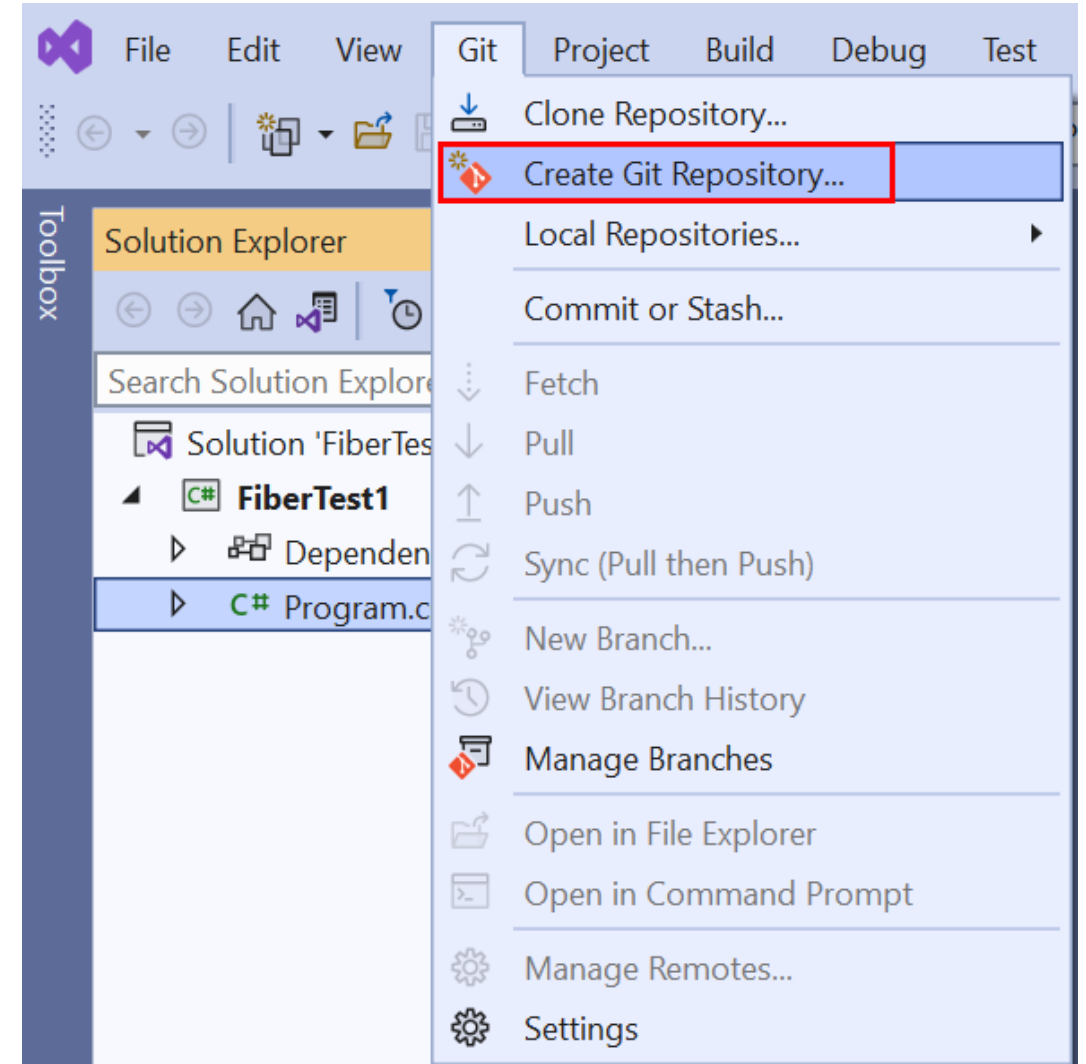 File Edit View Git Project Build Debug Test
Clone Repository...
Create Git Repository...
Local Repositories...
Commit or Stash...
Fetch
Pull
Push
Sync (Pull then Push)
New Branch...
View Branch History
Manage Branches
Open in File Explorer
Open in Command Prompt
Manage Remotes...
Settings
Toolbox
Solution Explorer
Search Solution Explore
Solution 'FiberTes
C# FiberTest1
Dependen
C# Program.c